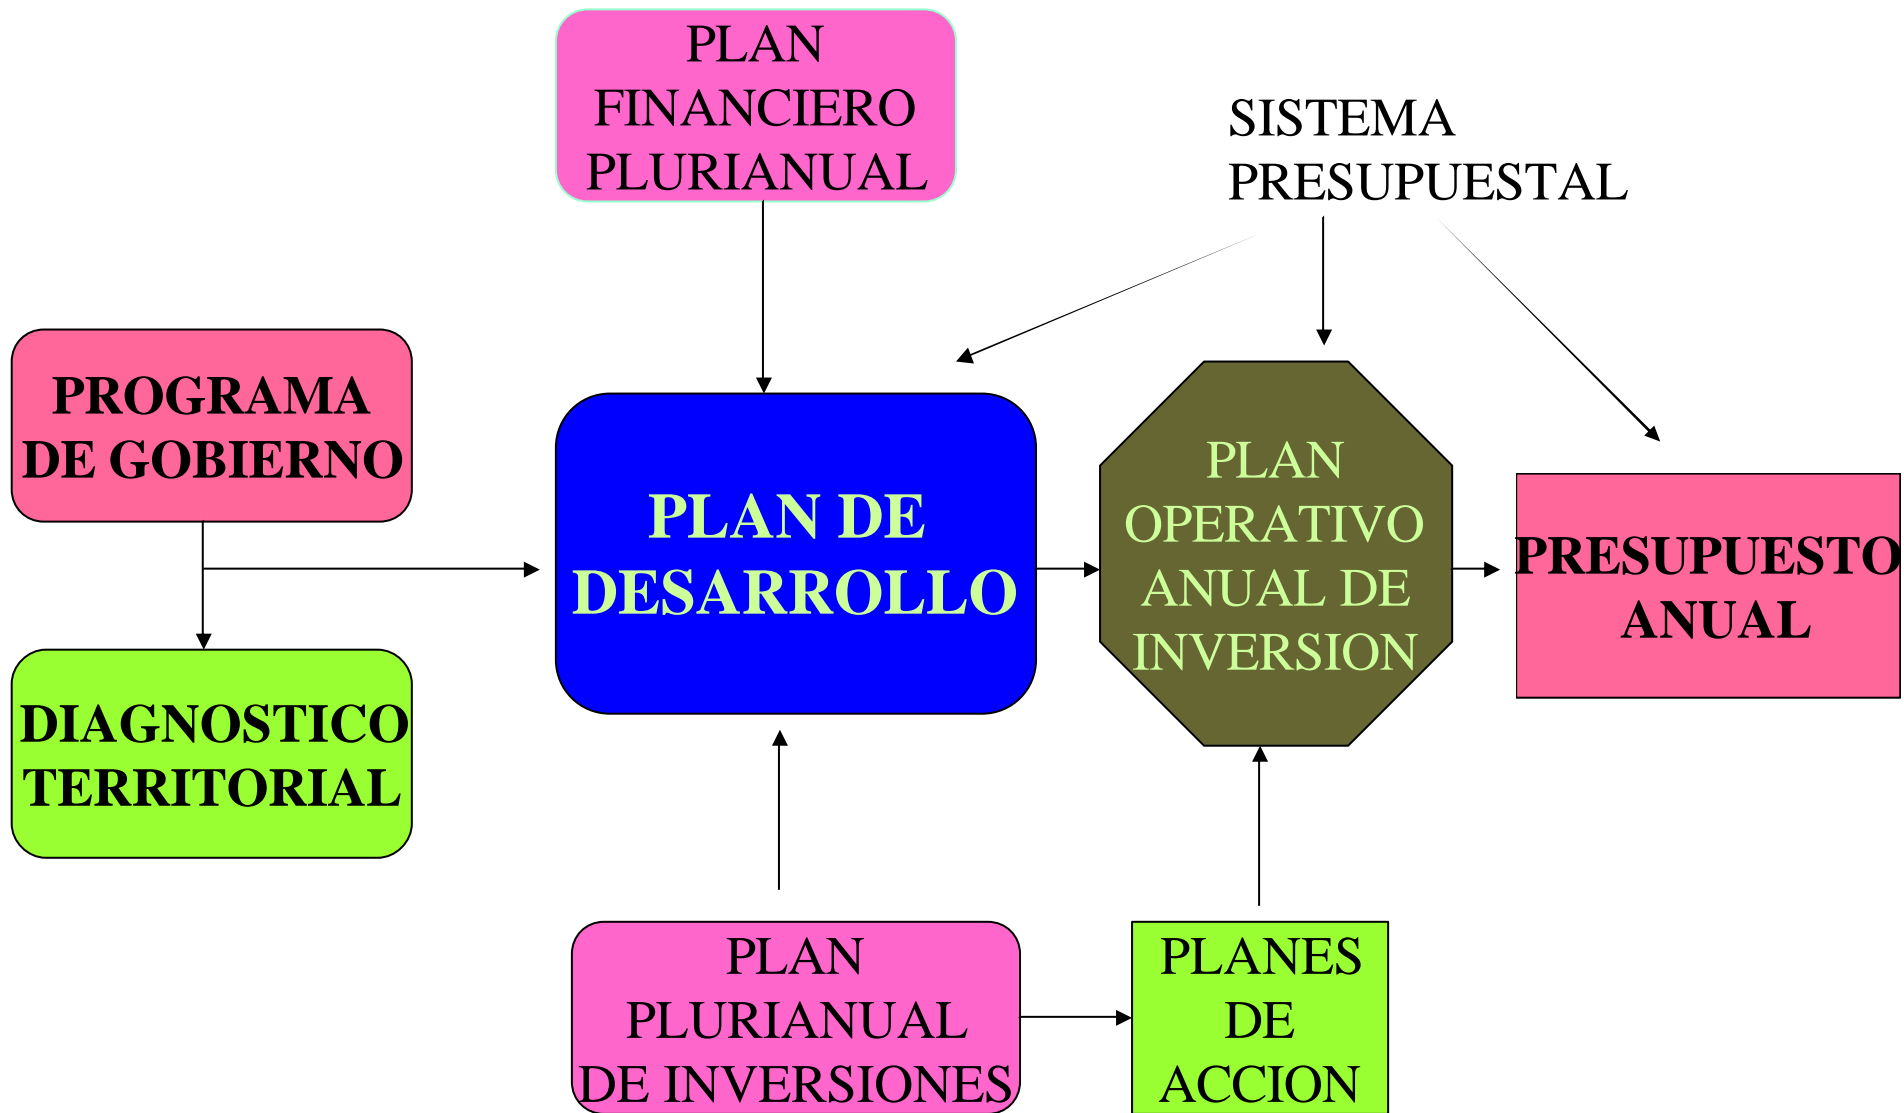 PLAN
FINANCIERO
PLURIANUAL
SISTEMA
PRESUPUESTAL
PROGRAMA
DE GOBIERNO
PLAN DE
DESARROLLO
PLAN
OPERATIVO
ANUAL DE
INVERSION
PRESUPUESTO
ANUAL
DIAGNOSTICO
TERRITORIAL
PLAN
PLURIANUAL
DE INVERSIONES
PLANES
DE
ACCION